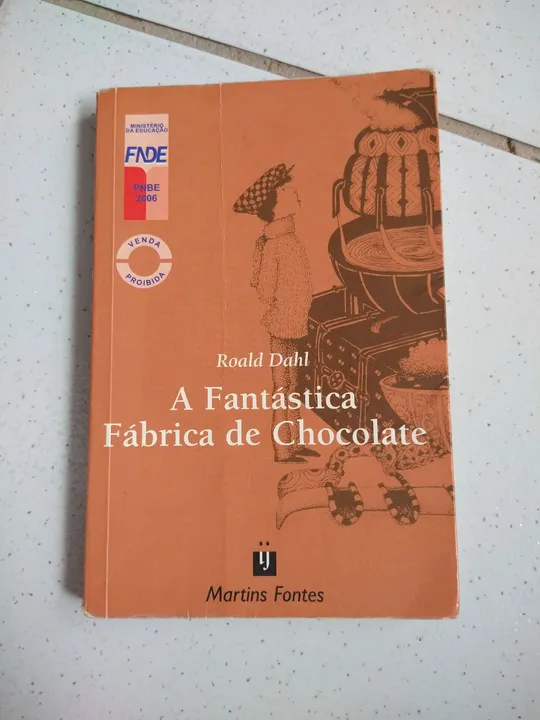 MINISTÉRIO
DA EDUCAÇÃO
FNDE
PNBE
2006
VENDA
PROIBIDA
Roald Dahl
A Fantástica
Fábrica de Chocolate
Martins Fontes